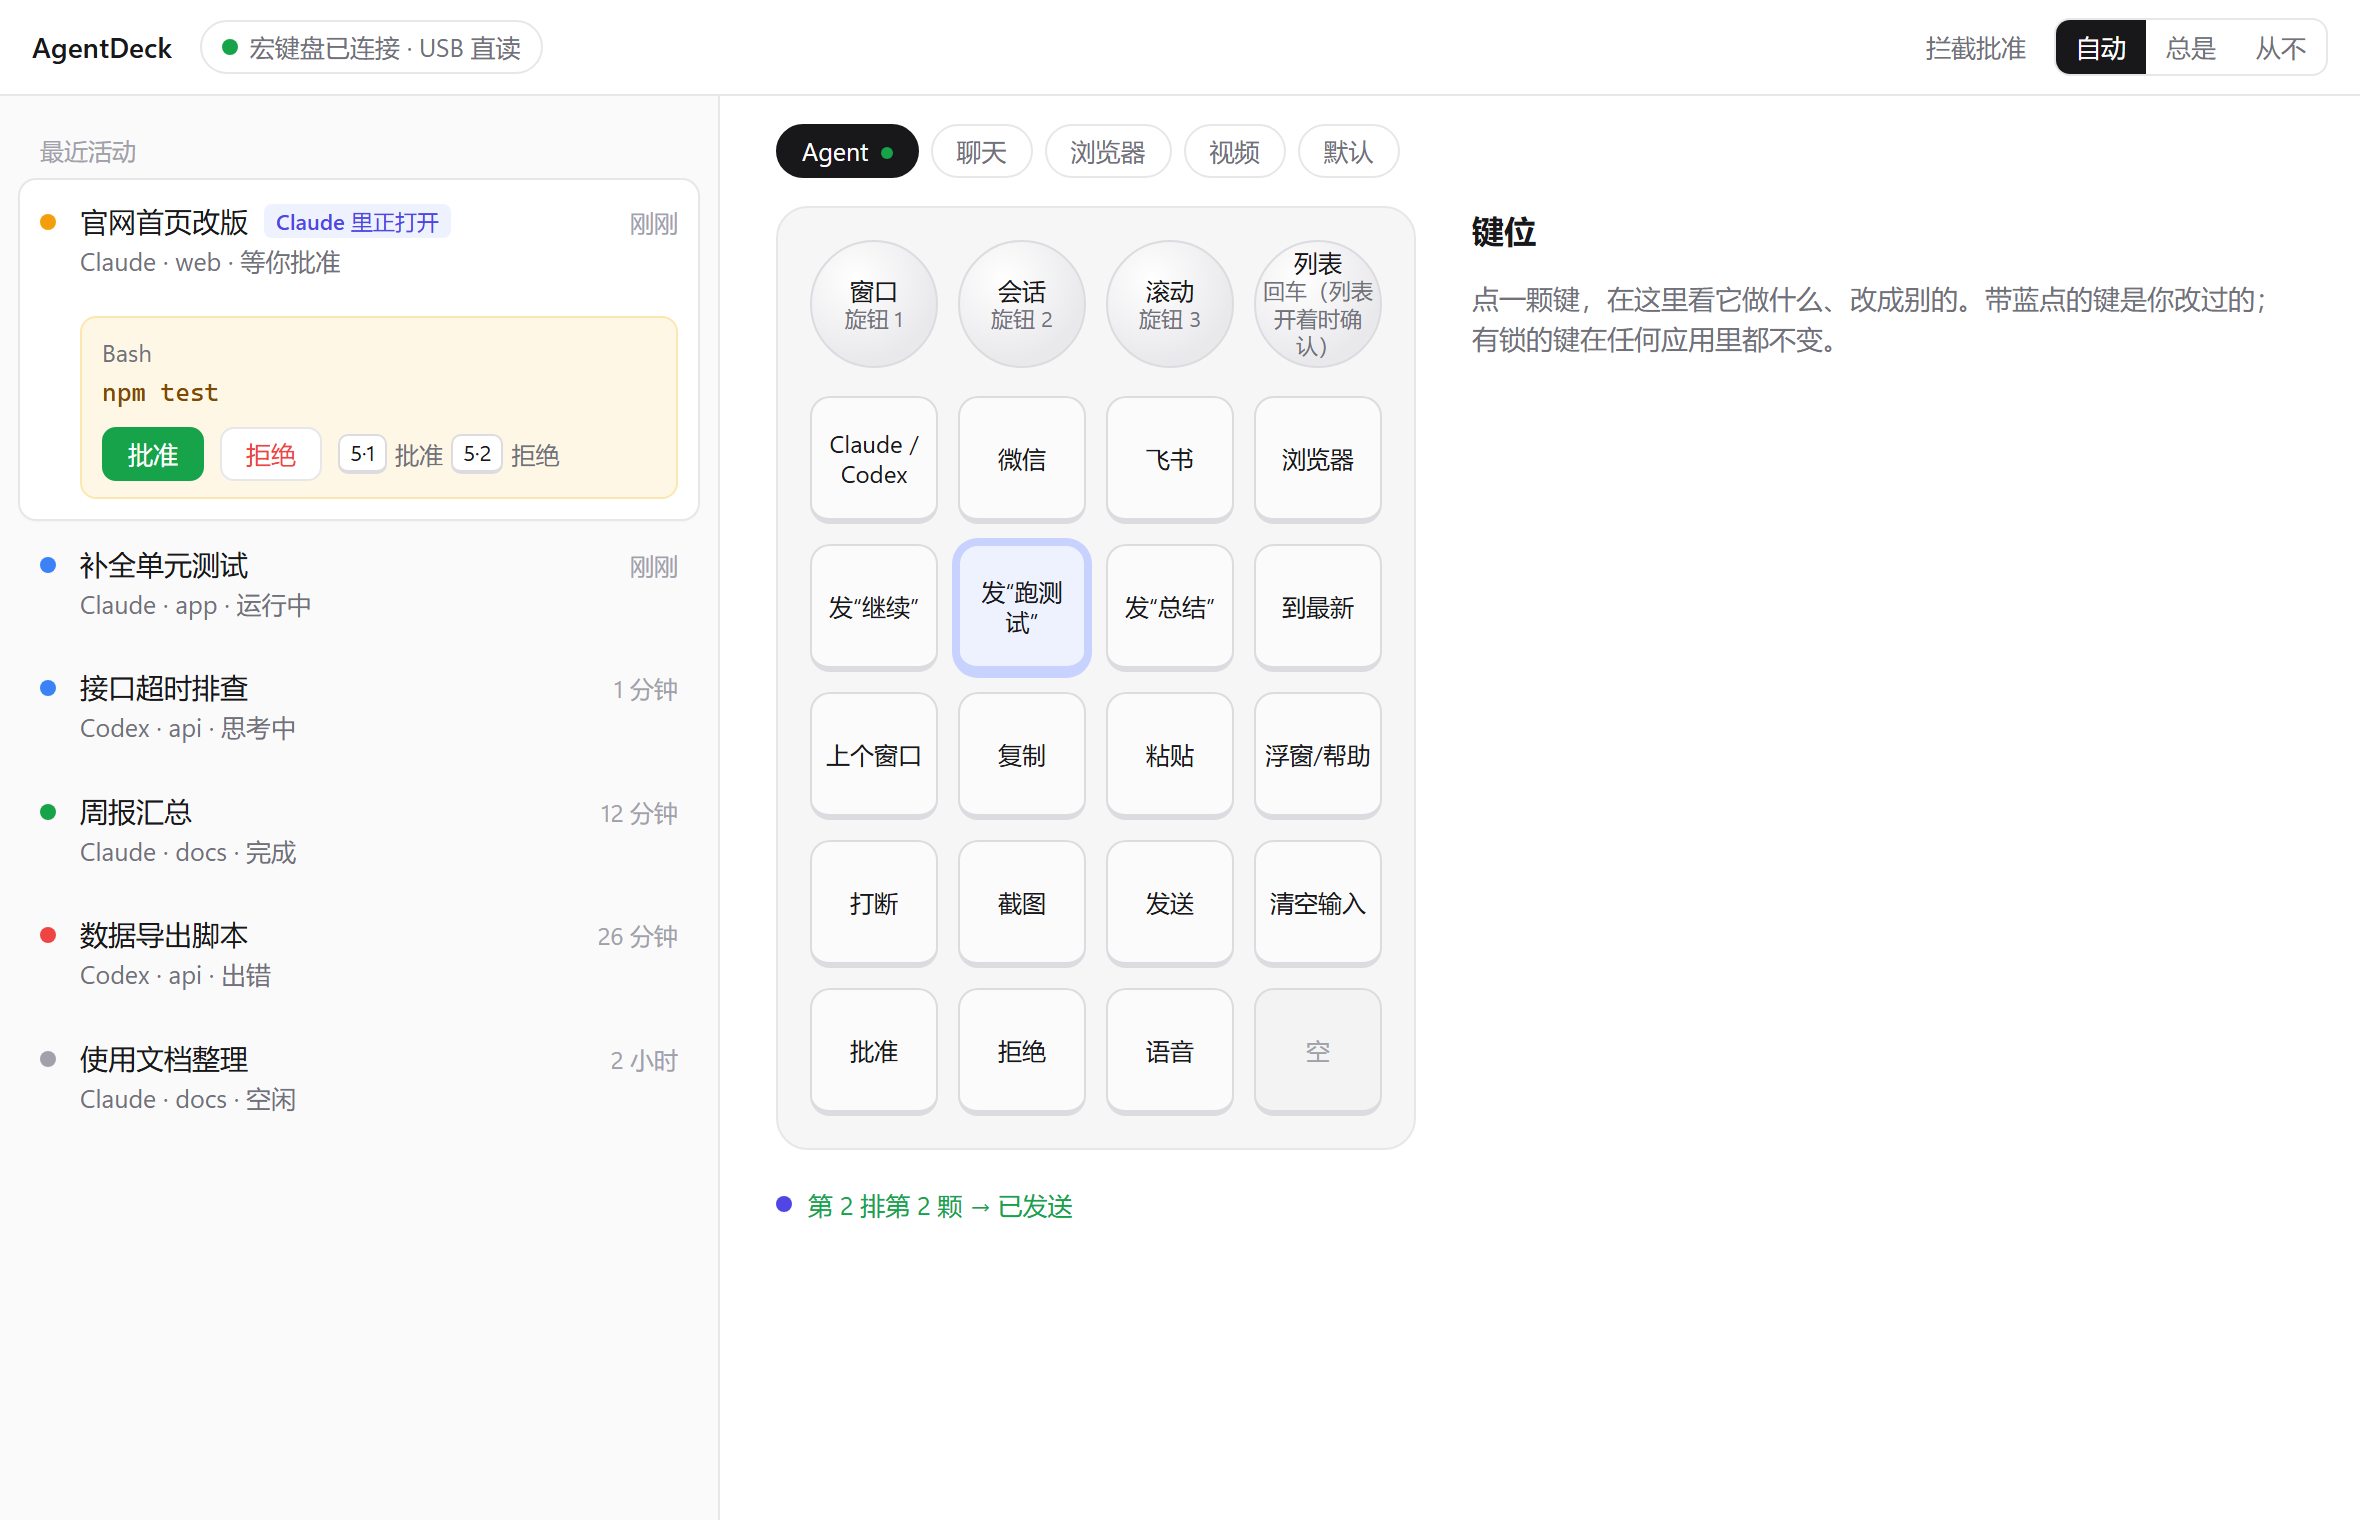 AgentDeck
宏键盘已连接 · USB 直读
拦截批准
自动
总是
从不
最近活动
官网首页改版
Claude 里正打开
刚刚
Claude · web · 等你批准
Bash
npm test
批准
拒绝
5·1 批准 5·2 拒绝
补全单元测试
刚刚
Claude · app · 运行中
接口超时排查
1 分钟
Codex · api · 思考中
周报汇总
12 分钟
Claude · docs · 完成
数据导出脚本
26 分钟
Codex · api · 出错
使用文档整理
2 小时
Claude · docs · 空闲
Agent
聊天
浏览器
视频
默认
窗口
旋钮 1
会话
旋钮 2
滚动
旋钮 3
列表
回车（列表
开着时确
认）
Claude /
Codex
微信
飞书
浏览器
发“继续”
发“跑测
试”
发“总结”
到最新
上个窗口
复制
粘贴
浮窗/帮助
打断
截图
发送
清空输入
批准
拒绝
语音
空
第 2 排第 2 颗 → 已发送
键位
点一颗键，在这里看它做什么、改成别的。带蓝点的键是你改过的；
有锁的键在任何应用里都不变。